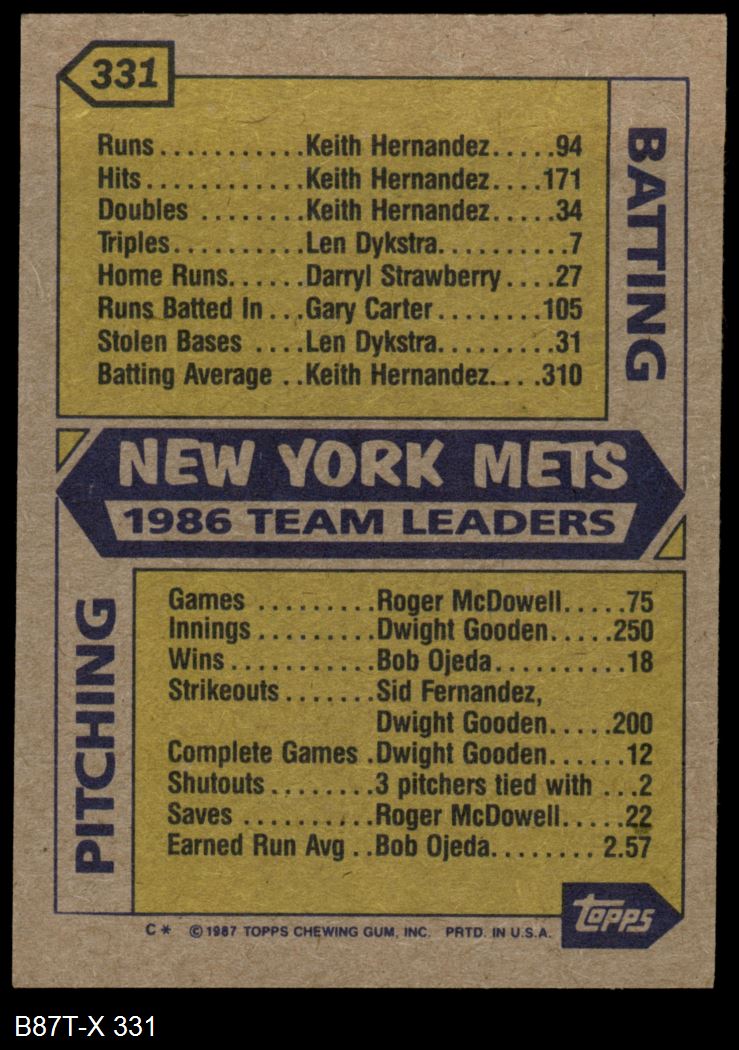 331
BATTING
Runs...........Keith Hernandez.....94
Hits............Keith Hernandez....171
Doubles ........Keith Hernandez.....34
Triples..........Len Dykstra..........7
Home Runs......Darryl Strawberry....27
Runs Batted In ...Gary Carter........105
Stolen Bases ....Len Dykstra.........31
Batting Average ..Keith Hernandez....310
NEW YORK METS
1986 TEAM LEADERS
PITCHING
Games .........Roger McDowell.....75
Innings.........Dwight Gooden.....250
Wins...........Bob Ojeda..........18
Strikeouts.......Sid Fernandez,
Dwight Gooden.....200
Complete Games .Dwight Gooden......12
Shutouts........3 pitchers tied with ...2
Saves ..........Roger McDowell.....22
Earned Run Avg ..Bob Ojeda........ 2.57
topps
C* ©1987 TOPPS CHEWING GUM, INC. PRTD. IN U.S.A.
B87T-X 331